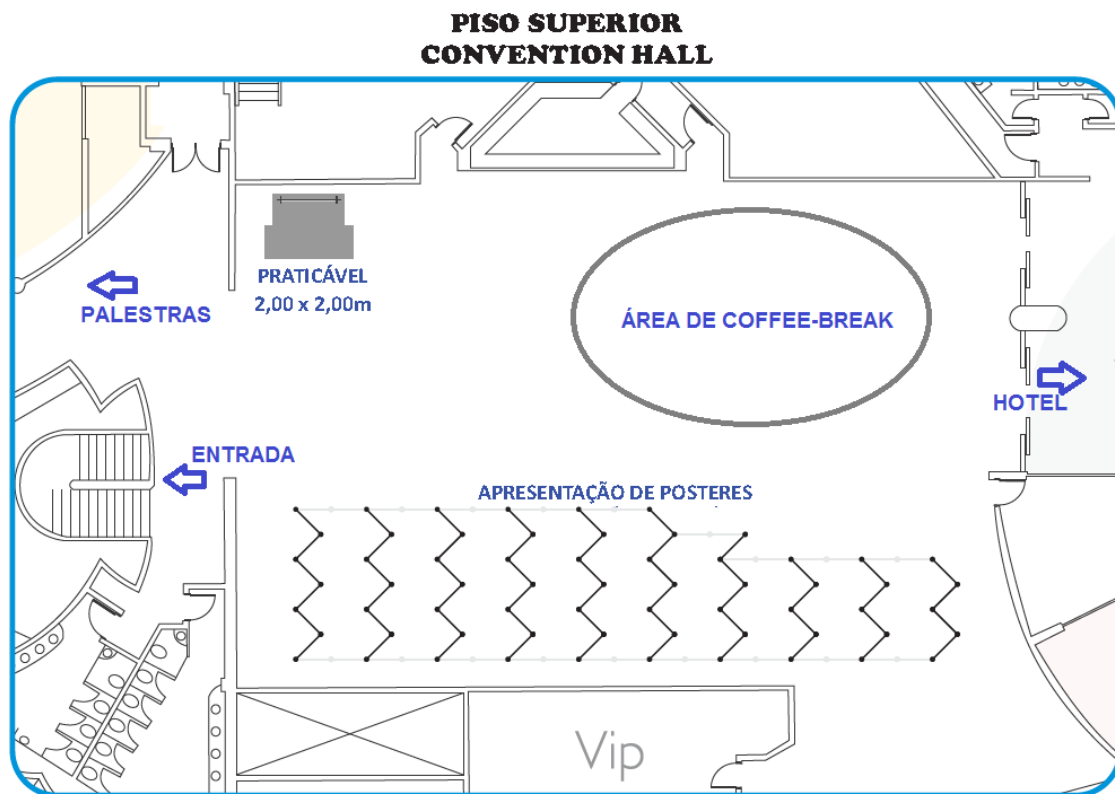 PISO SUPERIOR
CONVENTION HALL
PRATICÁVEL
2,00 x 2,00m
PALESTRAS
ÁREA DE COFFEE-BREAK
HOTEL
ENTRADA
APRESENTAÇÃO DE POSTERES
Vip